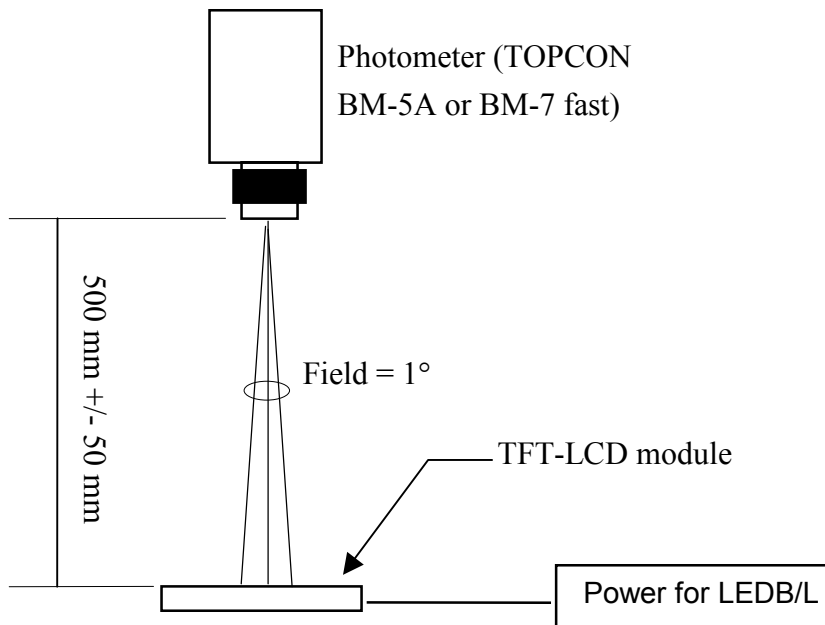 Photometer (TOPCON
BM-5A or BM-7 fast)
500 mm +/- 50 mm
Field = 1°
TFT-LCD module
Power for LEDB/L